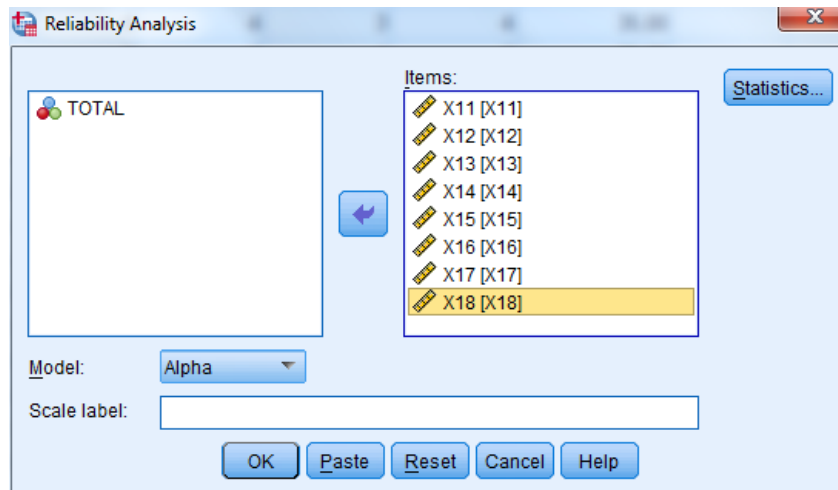 Reliability Analysis
TOTAL
Items:
X11 [X11]
X12 [X12]
X13 [X13]
X14 [X14]
X15 [X15]
X16 [X16]
X17 [X17]
X18 [X18]
Statistics...
Model:
Alpha
Scale label:
OK
Paste
Reset
Cancel
Help